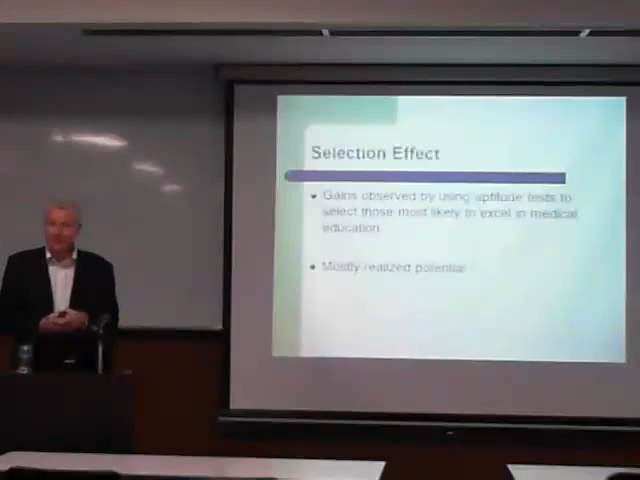 Selection Effect
• Gains observed by using aptitude tests to
select those most likely to excel in medical
education
• Mostly realized potential